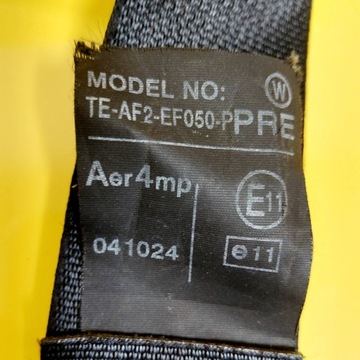 MODEL NO: W
TE-AF2-EF050-PPRE
Aer4mp E11
041024 e11